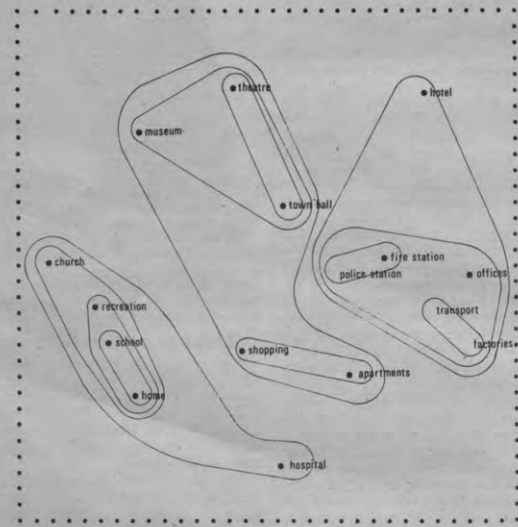 theatre
hotel
museum
town hall
church
fire station
police station
offices
recreation
transport
school
factories
shopping
apartments
home
hospital